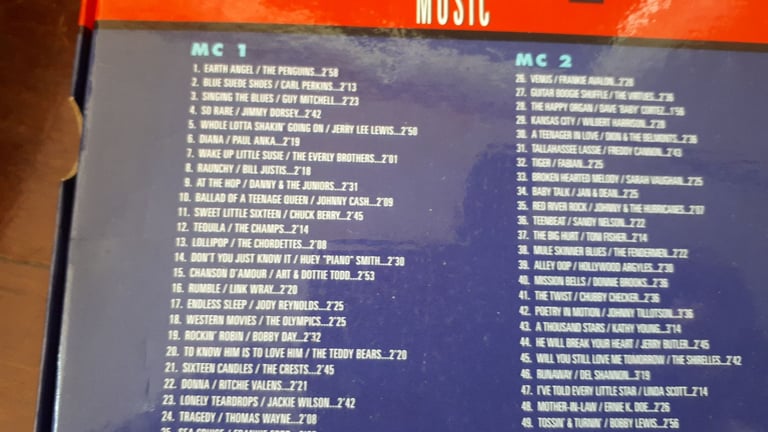 MUSIC
MC 1
1. EARTH ANGEL / THE PENGUINS...2'58
2. BLUE SUEDE SHOES / CARL PERKINS...2'13
3. SINGING THE BLUES / GUY MITCHELL...2'23
4. SO RARE / JIMMY DORSEY...2'42
5. WHOLE LOTTA SHAKIN' GOING ON / JERRY LEE LEWIS...2'50
6. DIANA / PAUL ANKA...2'19
7. WAKE UP LITTLE SUSIE / THE EVERLY BROTHERS...2'01
8. RAUNCHY / BILL JUSTIS...2'18
9. AT THE HOP / DANNY & THE JUNIORS...2'31
10. BALLAD OF A TEENAGE QUEEN / JOHNNY CASH...2'09
11. SWEET LITTLE SIXTEEN / CHUCK BERRY...2'45
12. TEQUILA / THE CHAMPS...2'14
13. LOLLIPOP / THE CHORDETTES...2'08
14. DON'T YOU JUST KNOW IT / HUEY "PIANO" SMITH...2'30
15. CHANSON D'AMOUR / ART & DOTTIE TODD...2'53
16. RUMBLE / LINK WRAY...2'20
17. ENDLESS SLEEP / JODY REYNOLDS...2'25
18. WESTERN MOVIES / THE OLYMPICS...2'25
19. ROCKIN' ROBIN / BOBBY DAY...2'32
20. TO KNOW HIM IS TO LOVE HIM / THE TEDDY BEARS...2'20
21. SIXTEEN CANDLES / THE CRESTS...2'45
22. DONNA / RITCHIE VALENS...2'21
23. LONELY TEARDROPS / JACKIE WILSON...2'42
24. TRAGEDY / THOMAS WAYNE...2'08
MC 2
26. VENUS / FRANKIE AVALON...2'20
27. GUITAR BOOGIE SHUFFLE / THE VIRTUES...2'36
28. THE HAPPY ORGAN / DAVE 'BABY' CORTEZ...1'56
29. KANSAS CITY / WILBERT HARRISON...2'28
30. A TEENAGER IN LOVE / DION & THE BELMONTS...2'36
31. TALLAHASSEE LASSIE / FREDDY CANNON...2'43
32. TIGER / FABIAN...2'25
33. BROKEN HEARTED MELODY / SARAH VAUGHAN...2'25
34. BABY TALK / JAN & DEAN...2'25
35. RED RIVER ROCK / JOHNNY & THE HURRICANES...2'07
36. TEENBEAT / SANDY NELSON...2'22
37. THE BIG HURT / TONI FISHER...2'14
38. MULE SKINNER BLUES / THE FENDERMEN...2'22
39. ALLEY OOP / HOLLYWOOD ARGYLES...2'38
40. MISSION BELLS / DONNIE BROOKS...2'36
41. THE TWIST / CHUBBY CHECKER...2'36
42. POETRY IN MOTION / JOHNNY TILLOTSON...2'36
43. A THOUSAND STARS / KATHY YOUNG...3'14
44. HE WILL BREAK YOUR HEART / JERRY BUTLER...2'45
45. WILL YOU STILL LOVE ME TOMORROW / THE SHIRELLES...2'42
46. RUNAWAY / DEL SHANNON...3'19
47. I'VE TOLD EVERY LITTLE STAR / LINDA SCOTT...2'14
48. MOTHER-IN-LAW / ERNIE K. DOE...2'26
49. TOSSIN' & TURNIN' / BOBBY LEWIS...2'56